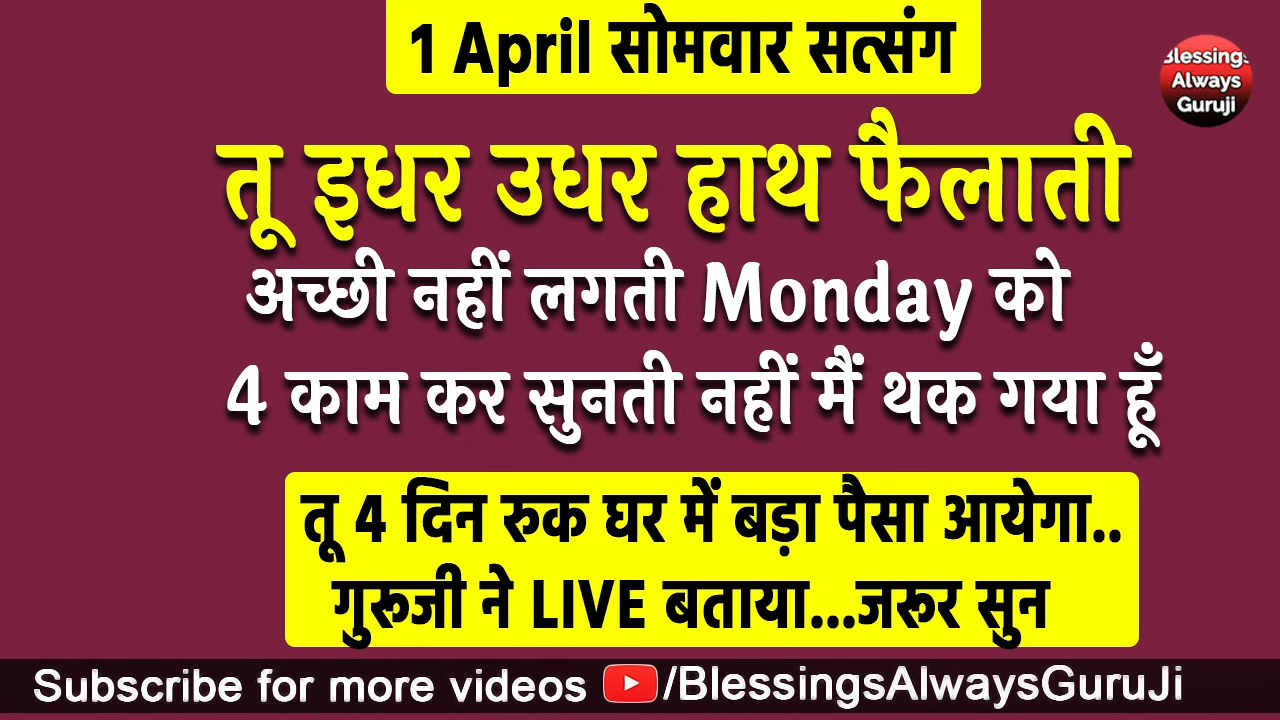 1 April सोमवार सत्संग
Blessings
Always
Guruji
तू इधर उधर हाथ फैलाती
अच्छी नहीं लगती Monday को
4 काम कर सुनती नहीं मैं थक गया हूँ
तू 4 दिन रुक घर में बड़ा पैसा आयेगा..
गुरूजी ने LIVE बताया...जरूर सुन
Subscribe for more videos /BlessingsAlwaysGuruJi